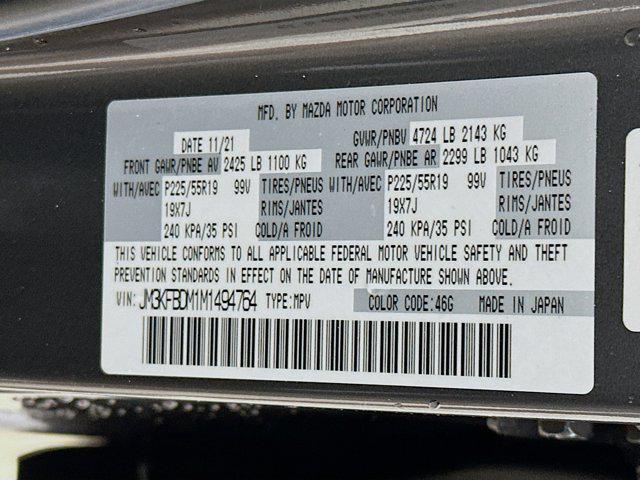 MFD. BY MAZDA MOTOR CORPORATION
DATE 11/21 GVWR/PNBV 4724 LB 2143 KG
FRONT GAWR/PNBE AV 2425 LB 1100 KG REAR GAWR/PNBE AR 2299 LB 1043 KG
WITH/AVEC P225/55R19 99V TIRES/PNEUS WITH/AVEC P225/55R19 99V TIRES/PNEUS
19X7J RIMS/JANTES 19X7J RIMS/JANTES
240 KPA/35 PSI COLD/A FROID 240 KPA/35 PSI COLD/A FROID
THIS VEHICLE CONFORMS TO ALL APPLICABLE FEDERAL MOTOR VEHICLE SAFETY AND THEFT
PREVENTION STANDARDS IN EFFECT ON THE DATE OF MANUFACTURE SHOWN ABOVE.
VIN: JM3KFBDM1M1494764 TYPE:MPV COLOR CODE:46G MADE IN JAPAN